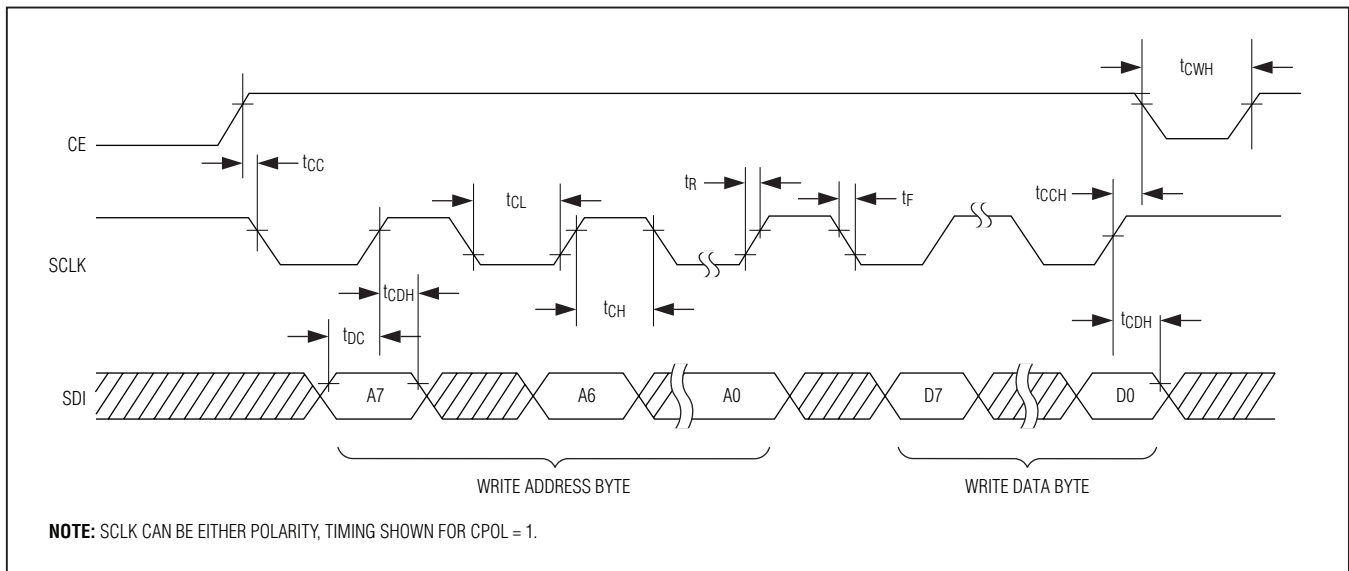 tCWH
CE
tCC
tCL
tR
tF
tCCH
SCLK
tCDH
tCH
tDC
tCDH
SDI
A7
A6
A0
D7
D0
WRITE ADDRESS BYTE
WRITE DATA BYTE
NOTE: SCLK CAN BE EITHER POLARITY, TIMING SHOWN FOR CPOL = 1.